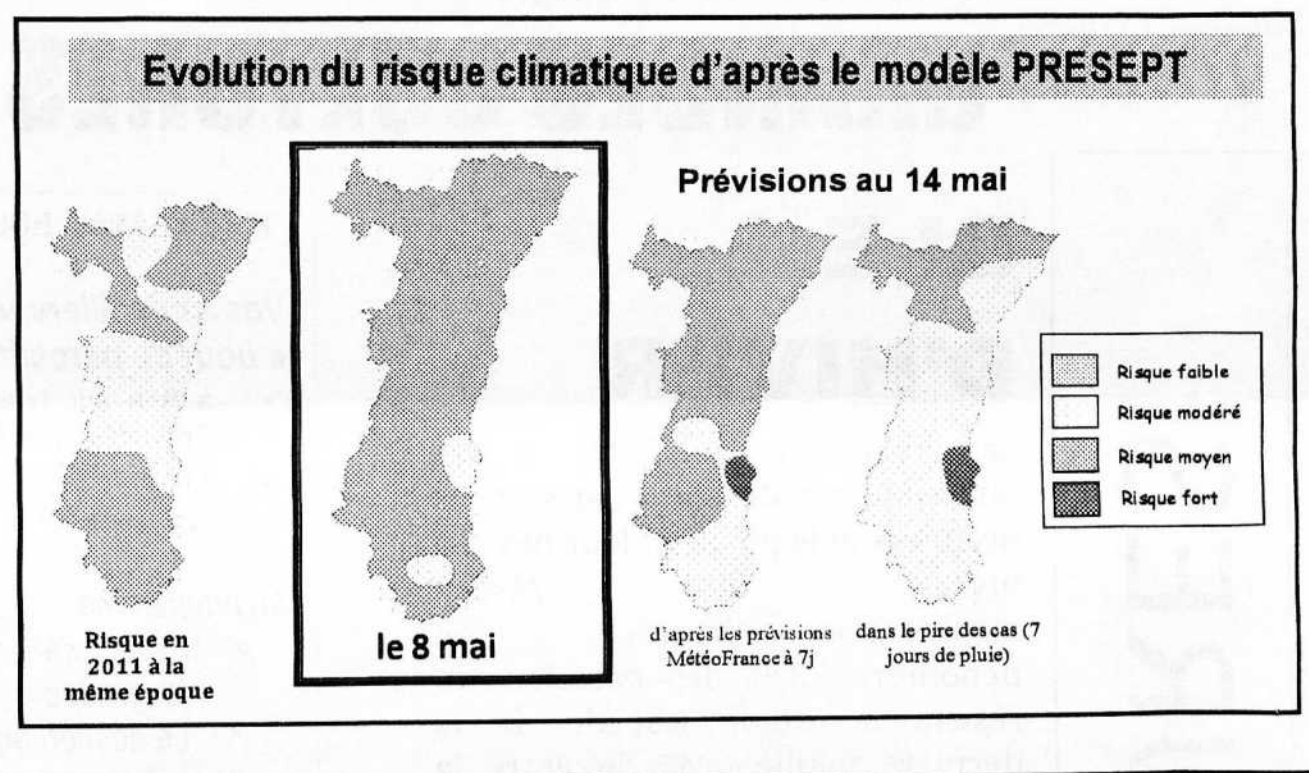 Evolution du risque climatique d'après le modèle PRESEPT
Prévisions au 14 mai
Risque en
2011 à la
même époque
le 8 mai
d'après les prévisions
MétéoFrance à 7j
dans le pire des cas (7
jours de pluie)
Risque faible
Risque modéré
Risque moyen
Risque fort